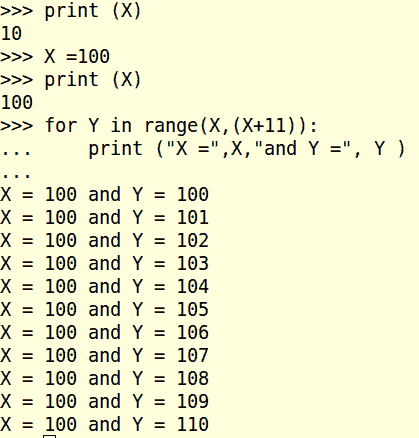 >>> print (X)
10
>>> X =100
>>> print (X)
100
>>> for Y in range(X,(X+11)):
...     print ("X =",X,"and Y =", Y )
...
X = 100 and Y = 100
X = 100 and Y = 101
X = 100 and Y = 102
X = 100 and Y = 103
X = 100 and Y = 104
X = 100 and Y = 105
X = 100 and Y = 106
X = 100 and Y = 107
X = 100 and Y = 108
X = 100 and Y = 109
X = 100 and Y = 110